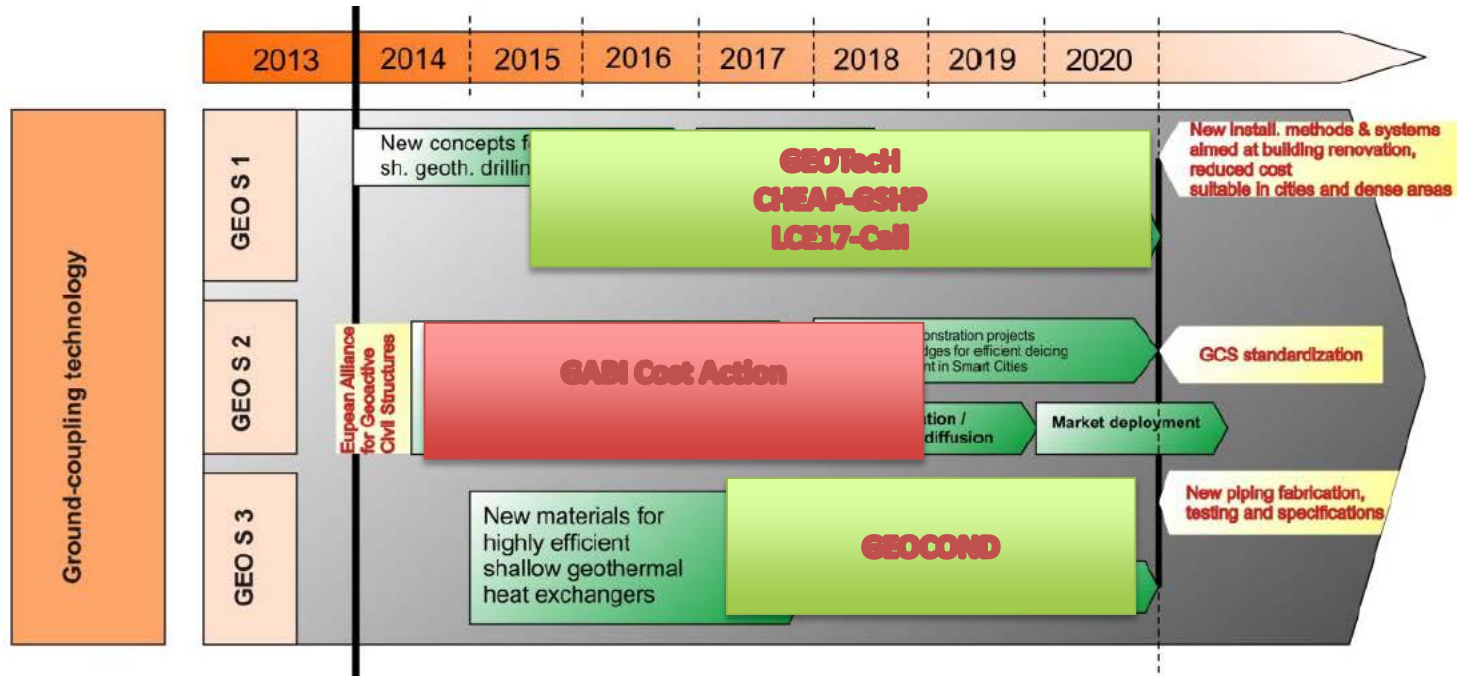 2013 2014 2015 2016 2017 2018 2019 2020
Ground-coupling technology
GEO S 1
New concepts f
sh. geoth. drillin
GEOTecH
CHEAP-GSHP
LCE17-Call
New install. methods & systems
aimed at building renovation,
reduced cost
suitable in cities and dense areas
GEO S 2
Eupean Alliance
for Geoactive
Civil Structures
GABI Cost Action
onstration projects
dges for efficient deicing
nt in Smart Cities
GCS standardization
ation /
diffusion
Market deployment
GEO S 3
New materials for
highly efficient
shallow geothermal
heat exchangers
GEOCOND
New piping fabrication,
testing and specifications